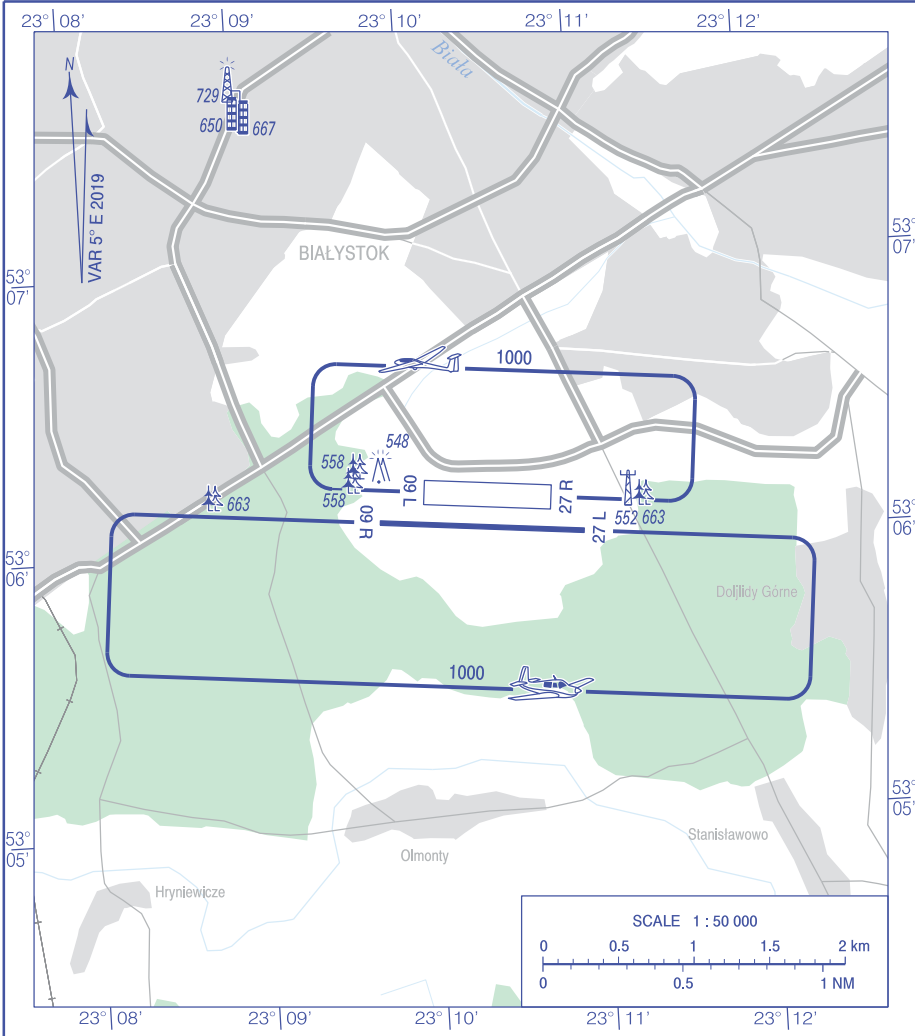 23° 08'
23° 09'
23° 10'
23° 11'
23° 12'
N
VAR 5° E 2019
729
650
667
Biała
BIAŁYSTOK
53°
07'
53°
07'
1000
548
558
558
663
09 L
27 R
552 663
09 R
27 L
53°
06'
53°
06'
Dojlidy Górne
1000
53°
05'
53°
05'
Olmonty
Stanisławowo
Hryniewicze
SCALE 1 : 50 000
0 0.5 1 1.5 2 km
0 0.5 1 NM
23° 08'
23° 09'
23° 10'
23° 11'
23° 12'